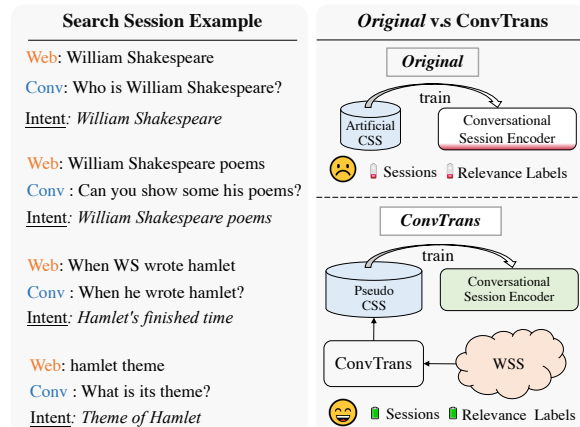 Search Session Example
Web: William Shakespeare
Conv: Who is William Shakespeare?
Intent: William Shakespeare
Web: William Shakespeare poems
Conv : Can you show some his poems?
Intent: William Shakespeare poems
Web: When WS wrote hamlet
Conv : When he wrote hamlet?
Intent: Hamlet's finished time
Web: hamlet theme
Conv : What is its theme?
Intent: Theme of Hamlet
Original v.s ConvTrans
Original
train
Artificial
CSS
Conversational
Session Encoder
Sessions
Relevance Labels
ConvTrans
train
Pseudo
CSS
Conversational
Session Encoder
ConvTrans
WSS
Sessions
Relevance Labels